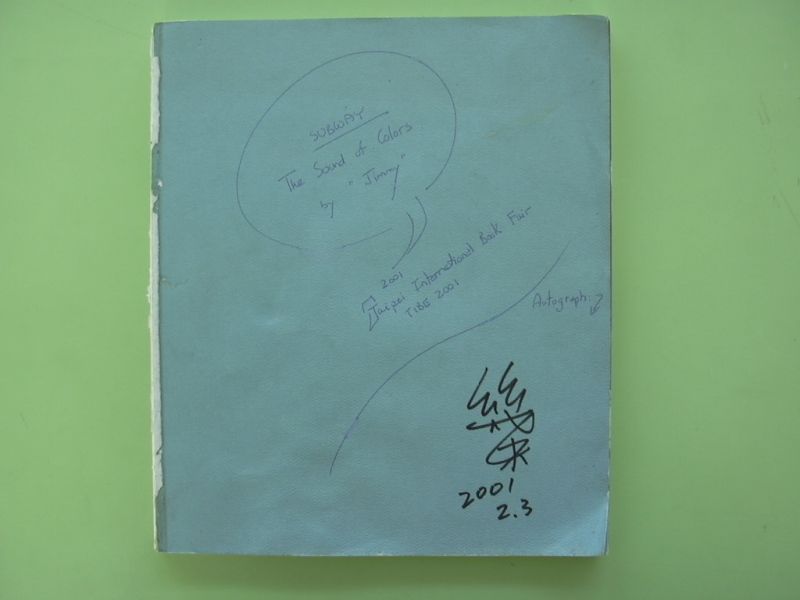 SUBWAY
The Sound of Colors
by "Jimmy"
2001
Taipei International Book Fair
TIBE 2001
Autograph:
幾米
2001
2.3